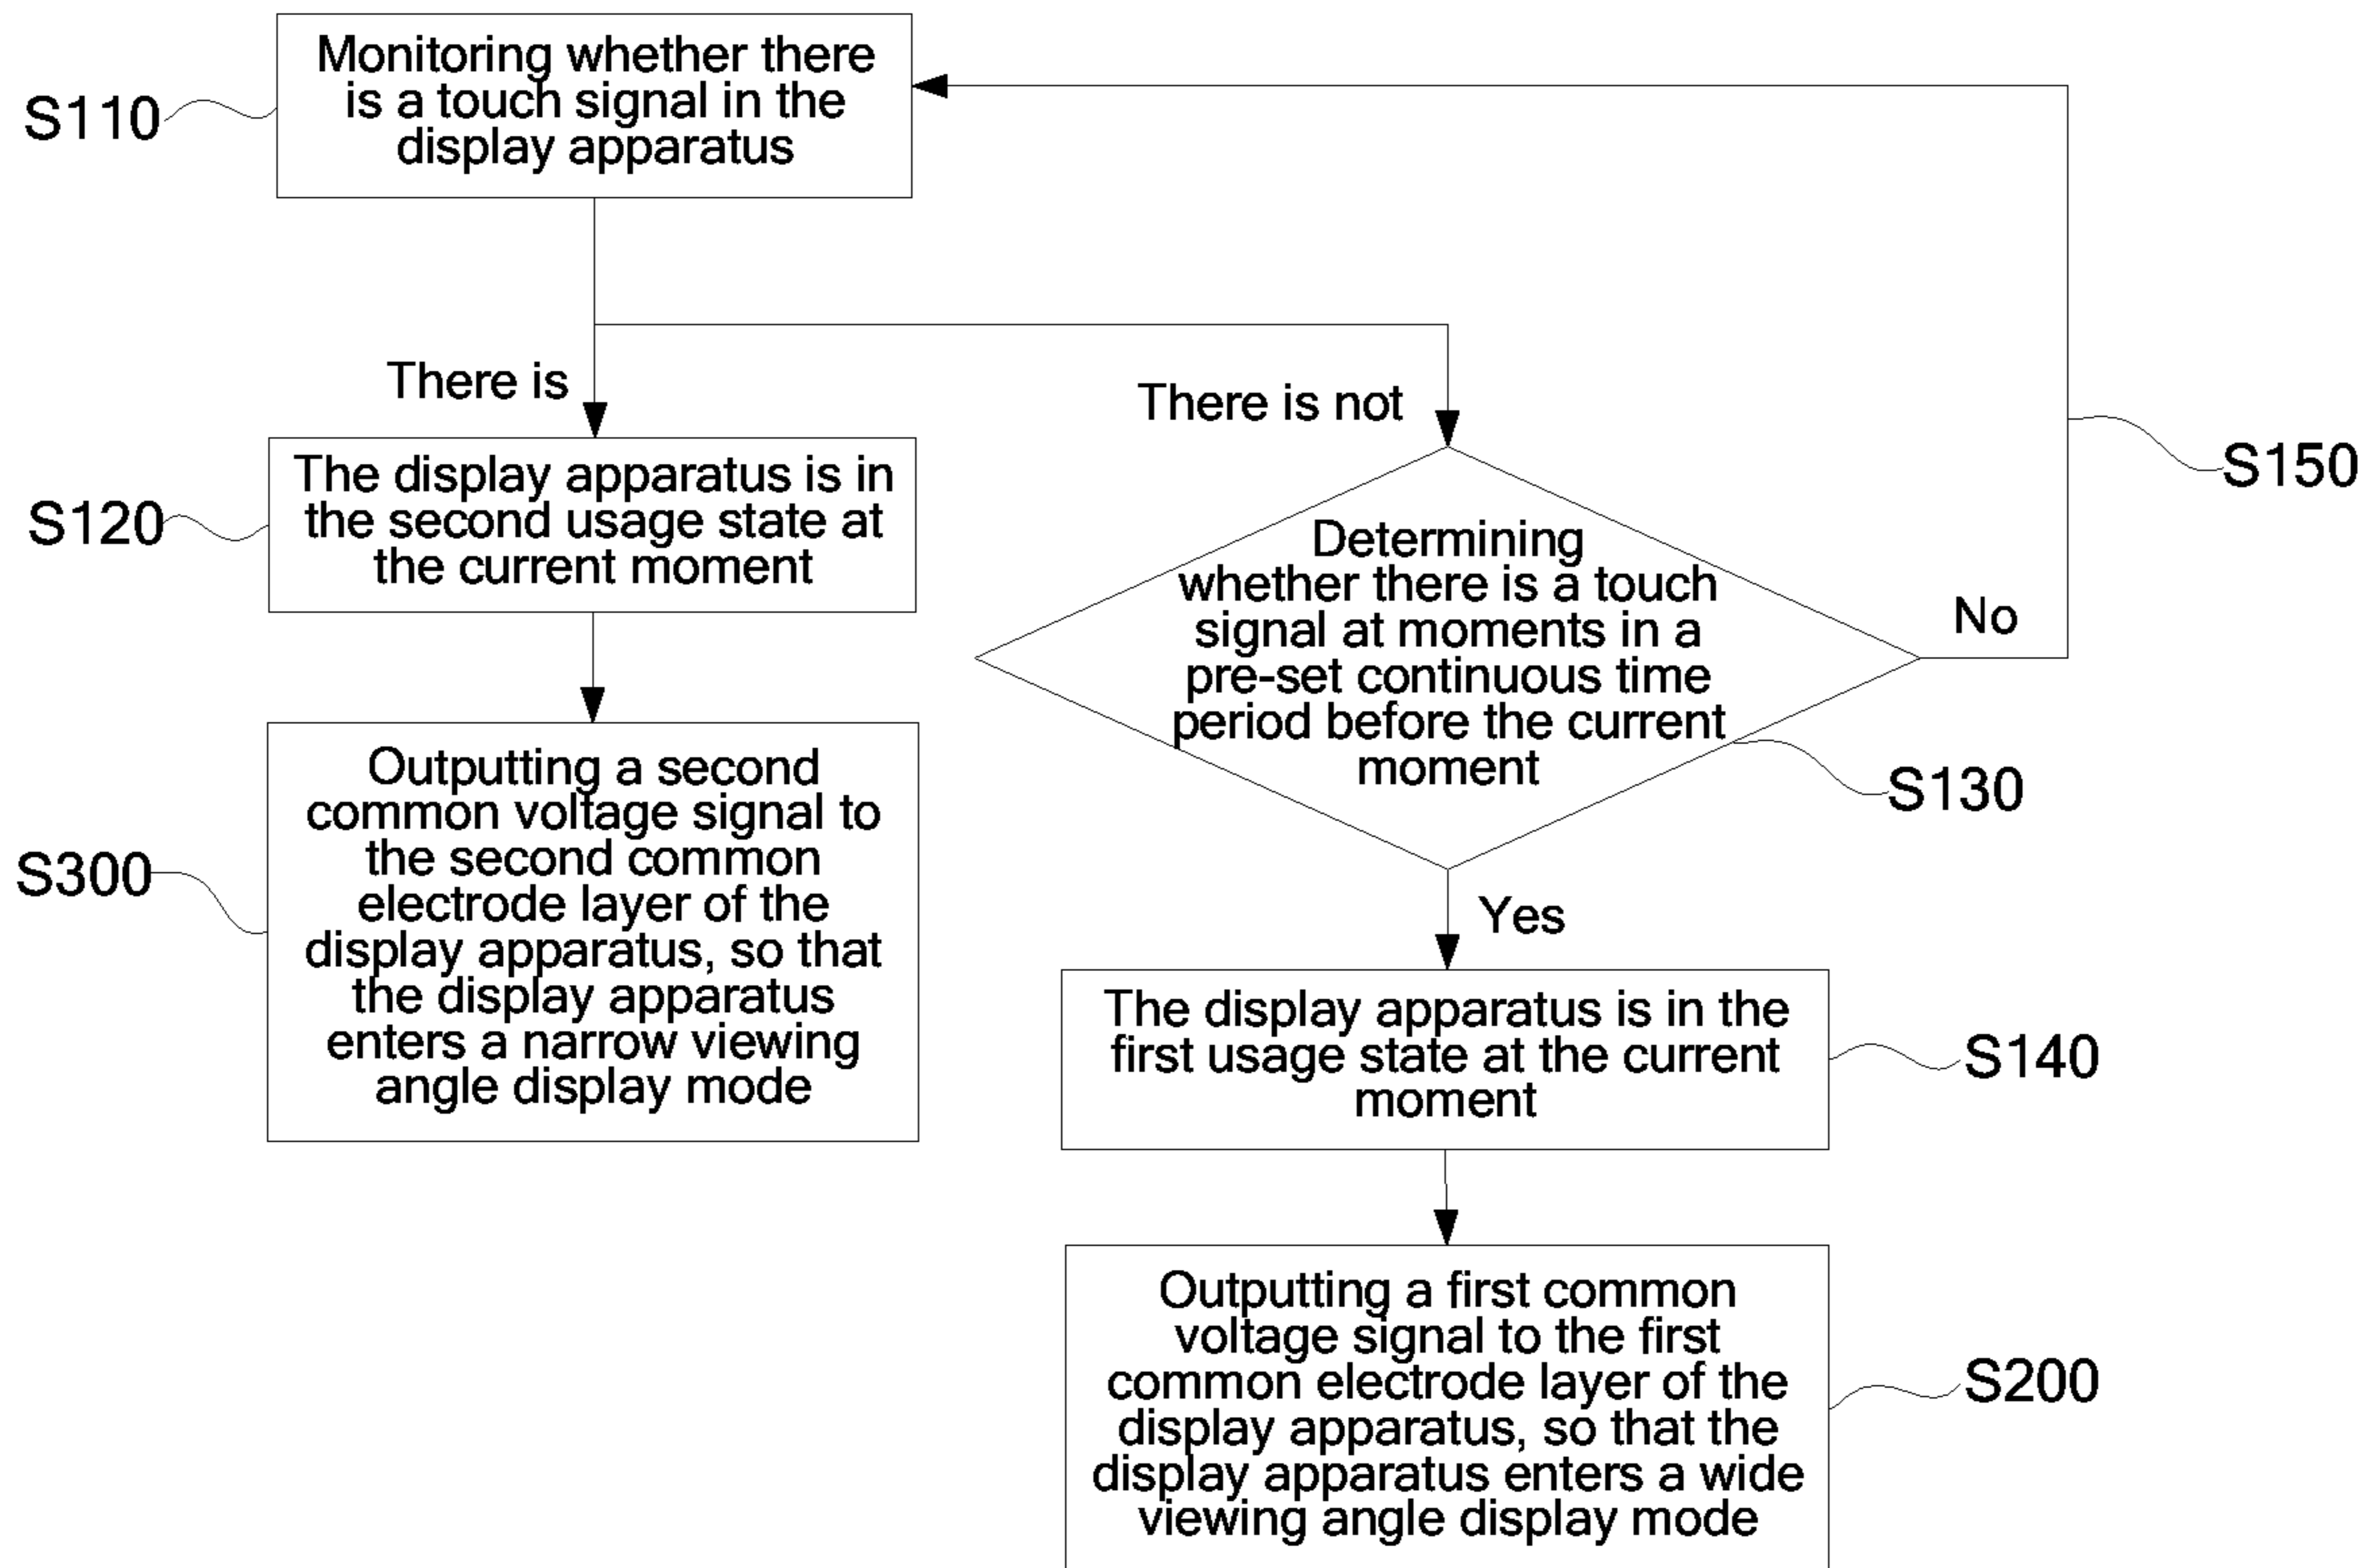 Monitoring whether there
is a touch signal in the
display apparatus
S110
There is
There is not
The display apparatus is in
the second usage state at
the current moment
S120
S150
Determining
whether there is a touch
signal at moments in a
pre-set continuous time
period before the current
moment
No
S130
Outputting a second
common voltage signal to
the second common
electrode layer of the
display apparatus, so that
the display apparatus
enters a narrow viewing
angle display mode
S300
Yes
The display apparatus is in the
first usage state at the current
moment
S140
Outputting a first common
voltage signal to the first
common electrode layer of the
display apparatus, so that the
display apparatus enters a wide
viewing angle display mode
S200